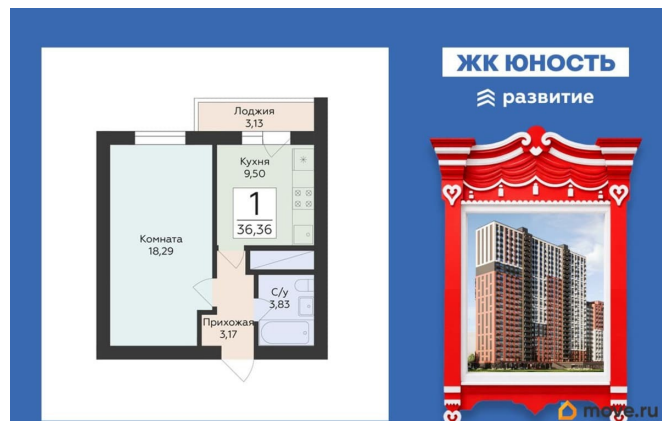 ЖК ЮНОСТЬ
развитие
Лоджия
3,13
Кухня
9,50
1
36,36
Комната
18,29
С/у
3,83
Прихожая
3,17
move.ru